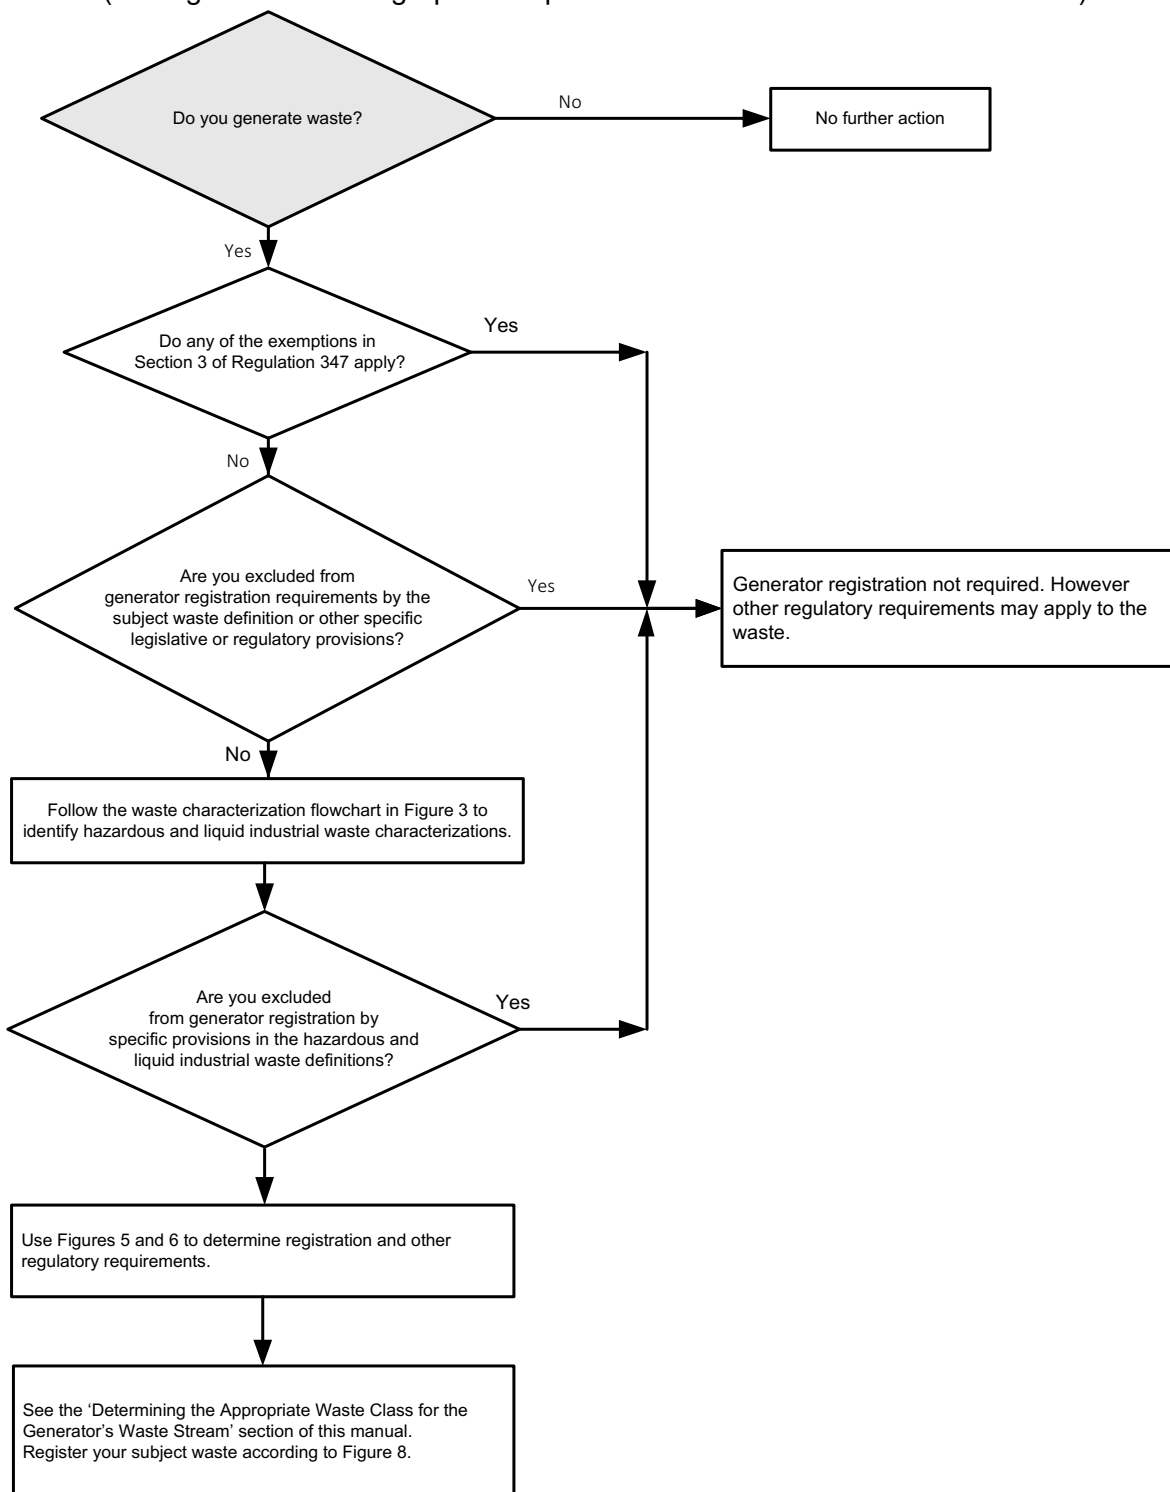 Do you generate waste?
No
No further action
Yes
Do any of the exemptions in
Section 3 of Regulation 347 apply?
Yes
No
Are you excluded from
generator registration requirements by the
subject waste definition or other specific
legislative or regulatory provisions?
Yes
Generator registration not required. However
other regulatory requirements may apply to the
waste.
No
Follow the waste characterization flowchart in Figure 3 to
identify hazardous and liquid industrial waste characterizations.
Are you excluded
from generator registration by
specific provisions in the hazardous and
liquid industrial waste definitions?
Yes
Use Figures 5 and 6 to determine registration and other
regulatory requirements.
See the ‘Determining the Appropriate Waste Class for the
Generator’s Waste Stream’ section of this manual.
Register your subject waste according to Figure 8.